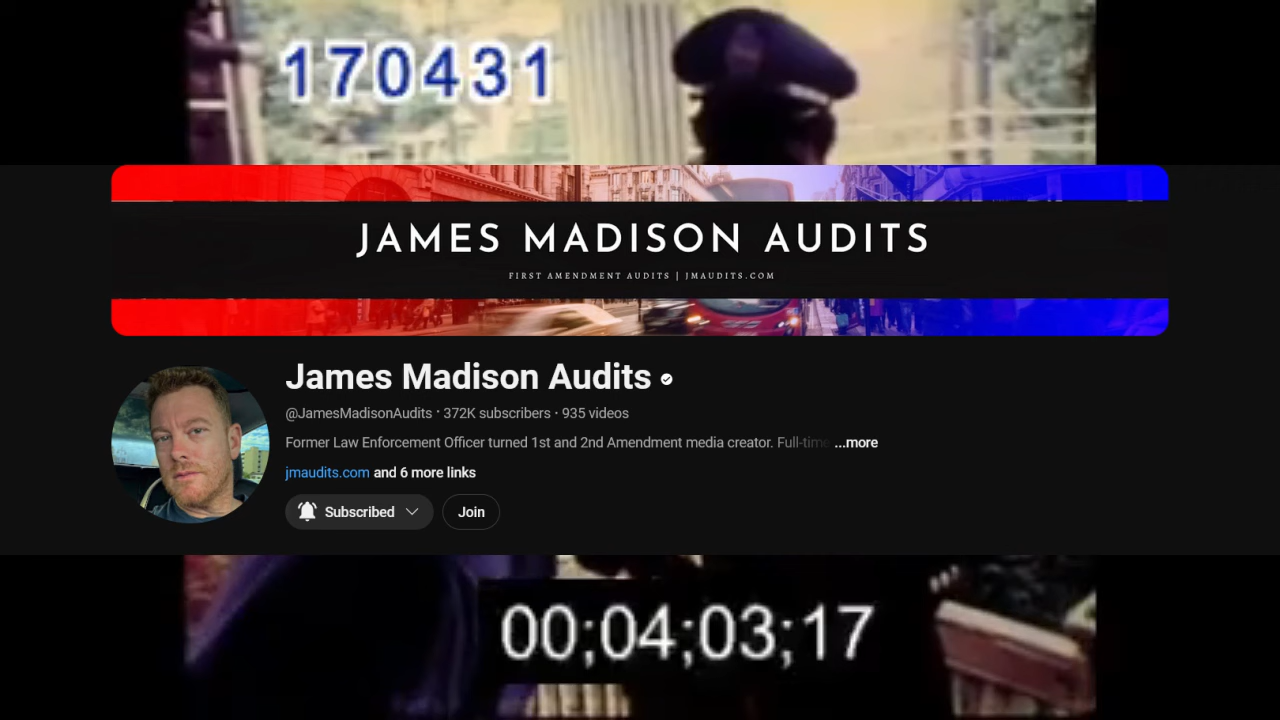 170431
JAMES MADISON AUDITS
FIRST AMENDMENT AUDITS | JMAUDITS.COM
James Madison Audits
@JamesMadisonAudits · 372K subscribers · 935 videos
Former Law Enforcement Officer turned 1st and 2nd Amendment media creator. Full-time ...more
jmaudits.com and 6 more links
Subscribed
Join
00;04;03;17